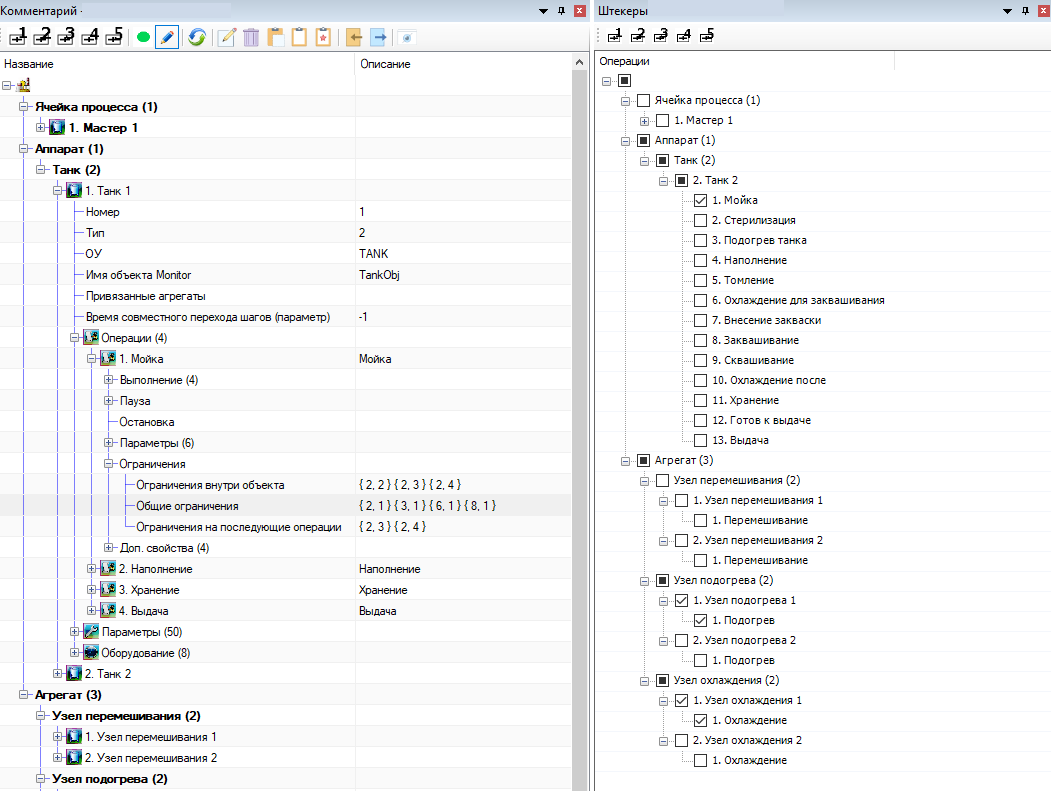 Комментарий
1 2 3 4 5
Название Описание
Ячейка процесса (1)
1. Мастер 1
Аппарат (1)
Танк (2)
1. Танк 1
Номер 1
Тип 2
ОУ TANK
Имя объекта Monitor TankObj
Привязанные агрегаты
Время совместного перехода шагов (параметр) -1
Операции (4)
1. Мойка Мойка
Выполнение (4)
Пауза
Остановка
Параметры (6)
Ограничения
Ограничения внутри объекта { 2, 2 } { 2, 3 } { 2, 4 }
Общие ограничения { 2, 1 } { 3, 1 } { 6, 1 } { 8, 1 }
Ограничения на последующие операции { 2, 3 } { 2, 4 }
Доп. свойства (4)
2. Наполнение Наполнение
3. Хранение Хранение
4. Выдача Выдача
Параметры (50)
Оборудование (8)
2. Танк 2
Агрегат (3)
Узел перемешивания (2)
1. Узел перемешивания 1
2. Узел перемешивания 2
Узел подогрева (2)
Штекеры
1 2 3 4 5
Операции
Ячейка процесса (1)
1. Мастер 1
Аппарат (1)
Танк (2)
2. Танк 2
1. Мойка
2. Стерилизация
3. Подогрев танка
4. Наполнение
5. Томление
6. Охлаждение для заквашивания
7. Внесение закваски
8. Заквашивание
9. Сквашивание
10. Охлаждение после
11. Хранение
12. Готов к выдаче
13. Выдача
Агрегат (3)
Узел перемешивания (2)
1. Узел перемешивания 1
1. Перемешивание
2. Узел перемешивания 2
1. Перемешивание
Узел подогрева (2)
1. Узел подогрева 1
1. Подогрев
2. Узел подогрева 2
1. Подогрев
Узел охлаждения (2)
1. Узел охлаждения 1
1. Охлаждение
2. Узел охлаждения 2
1. Охлаждение